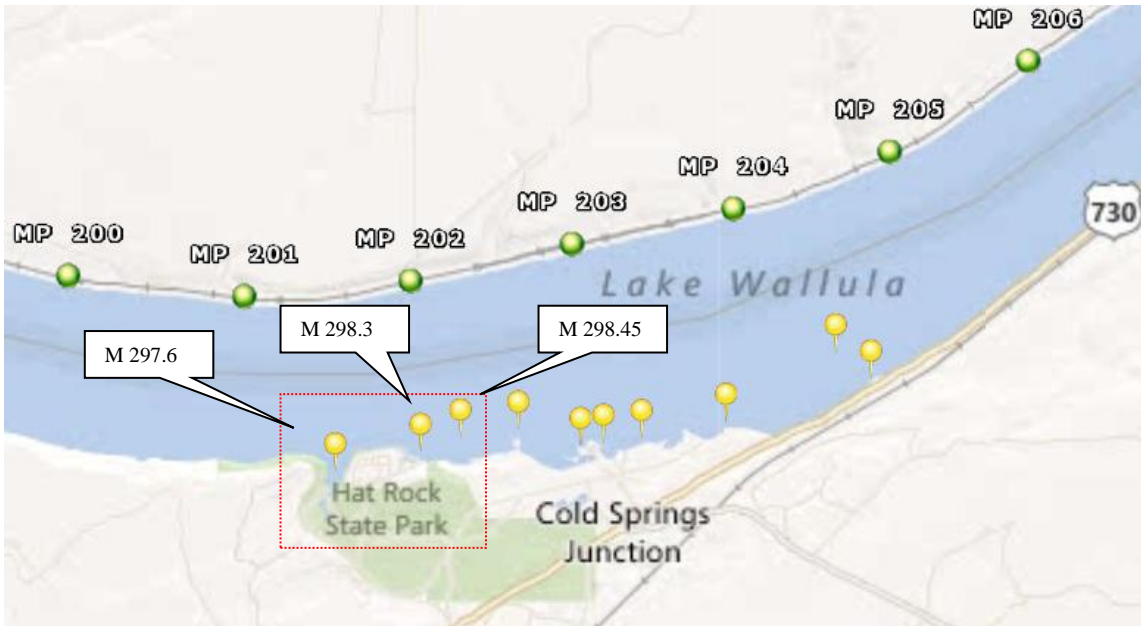 MP 206
MP 205
MP 204
MP 203
MP 202
MP 201
MP 200
730
Lake Wallula
M 297.6
M 298.3
M 298.45
Hat Rock
State Park
Cold Springs
Junction